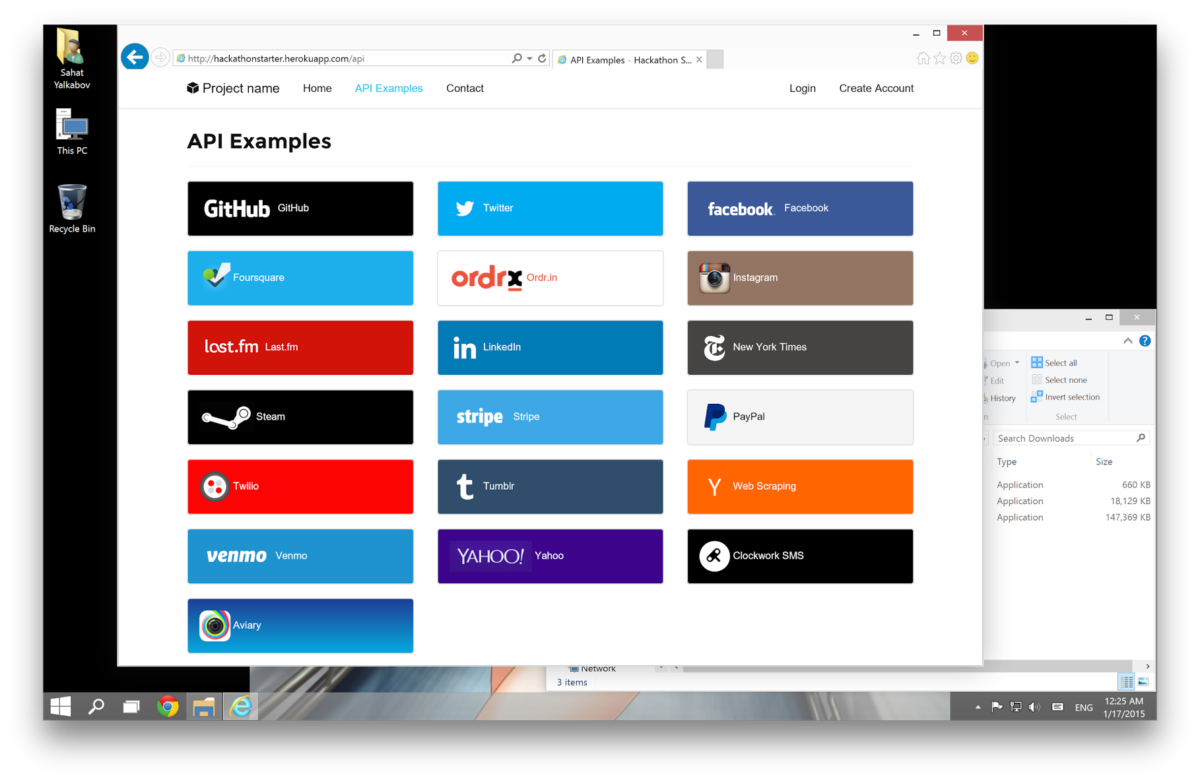 Sahat
Yalkabov
This PC
Recycle Bin
http://hackathonstarter.herokuapp.com/api
API Examples - Hackathon S...
Project name
Home
API Examples
Contact
Login
Create Account
API Examples
GitHub GitHub
Twitter
facebook Facebook
Foursquare
ordrx Ordr.in
Instagram
last.fm Last.fm
in LinkedIn
T New York Times
Steam
stripe Stripe
P PayPal
Twilio
t Tumblr
Y Web Scraping
venmo Venmo
YAHOO! Yahoo
Clockwork SMS
Aviary
Open
Select all
Edit
Select none
History
Invert selection
Select
Search Downloads
Type Size
Application 660 KB
Application 18,129 KB
Application 147,369 KB
Network
3 items
ENG
12:25 AM
1/17/2015